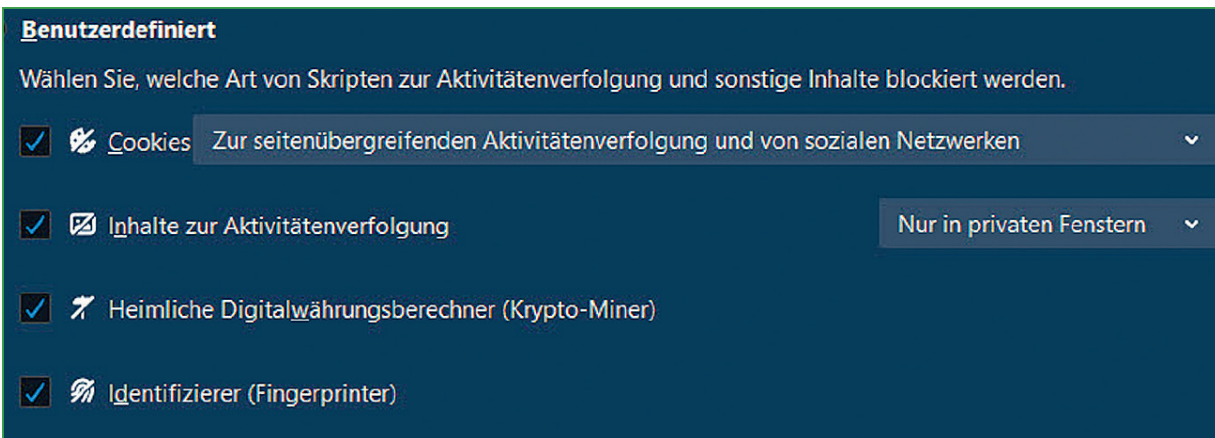 Benutzerdefiniert
Wählen Sie, welche Art von Skripten zur Aktivitätenverfolgung und sonstige Inhalte blockiert werden.
Cookies Zur seitenübergreifenden Aktivitätenverfolgung und von sozialen Netzwerken
Inhalte zur Aktivitätenverfolgung Nur in privaten Fenstern
Heimliche Digitalwährungsberechner (Krypto-Miner)
Identifizierer (Fingerprinter)